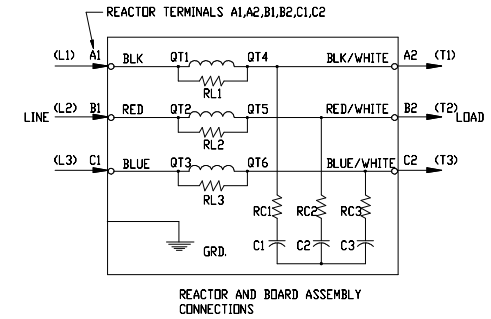 REACTOR TERMINALS A1,A2,B1,B2,C1,C2
(L1) A1 BLK QT1 QT4 BLK/WHITE A2 (T1)
RL1
LINE (L2) B1 RED QT2 QT5 RED/WHITE B2 (T2) LOAD
RL2
(L3) C1 BLUE QT3 QT6 BLUE/WHITE C2 (T3)
RL3
RC1 RC2 RC3
C1 C2 C3
GRD.
REACTOR AND BOARD ASSEMBLY
CONNECTIONS